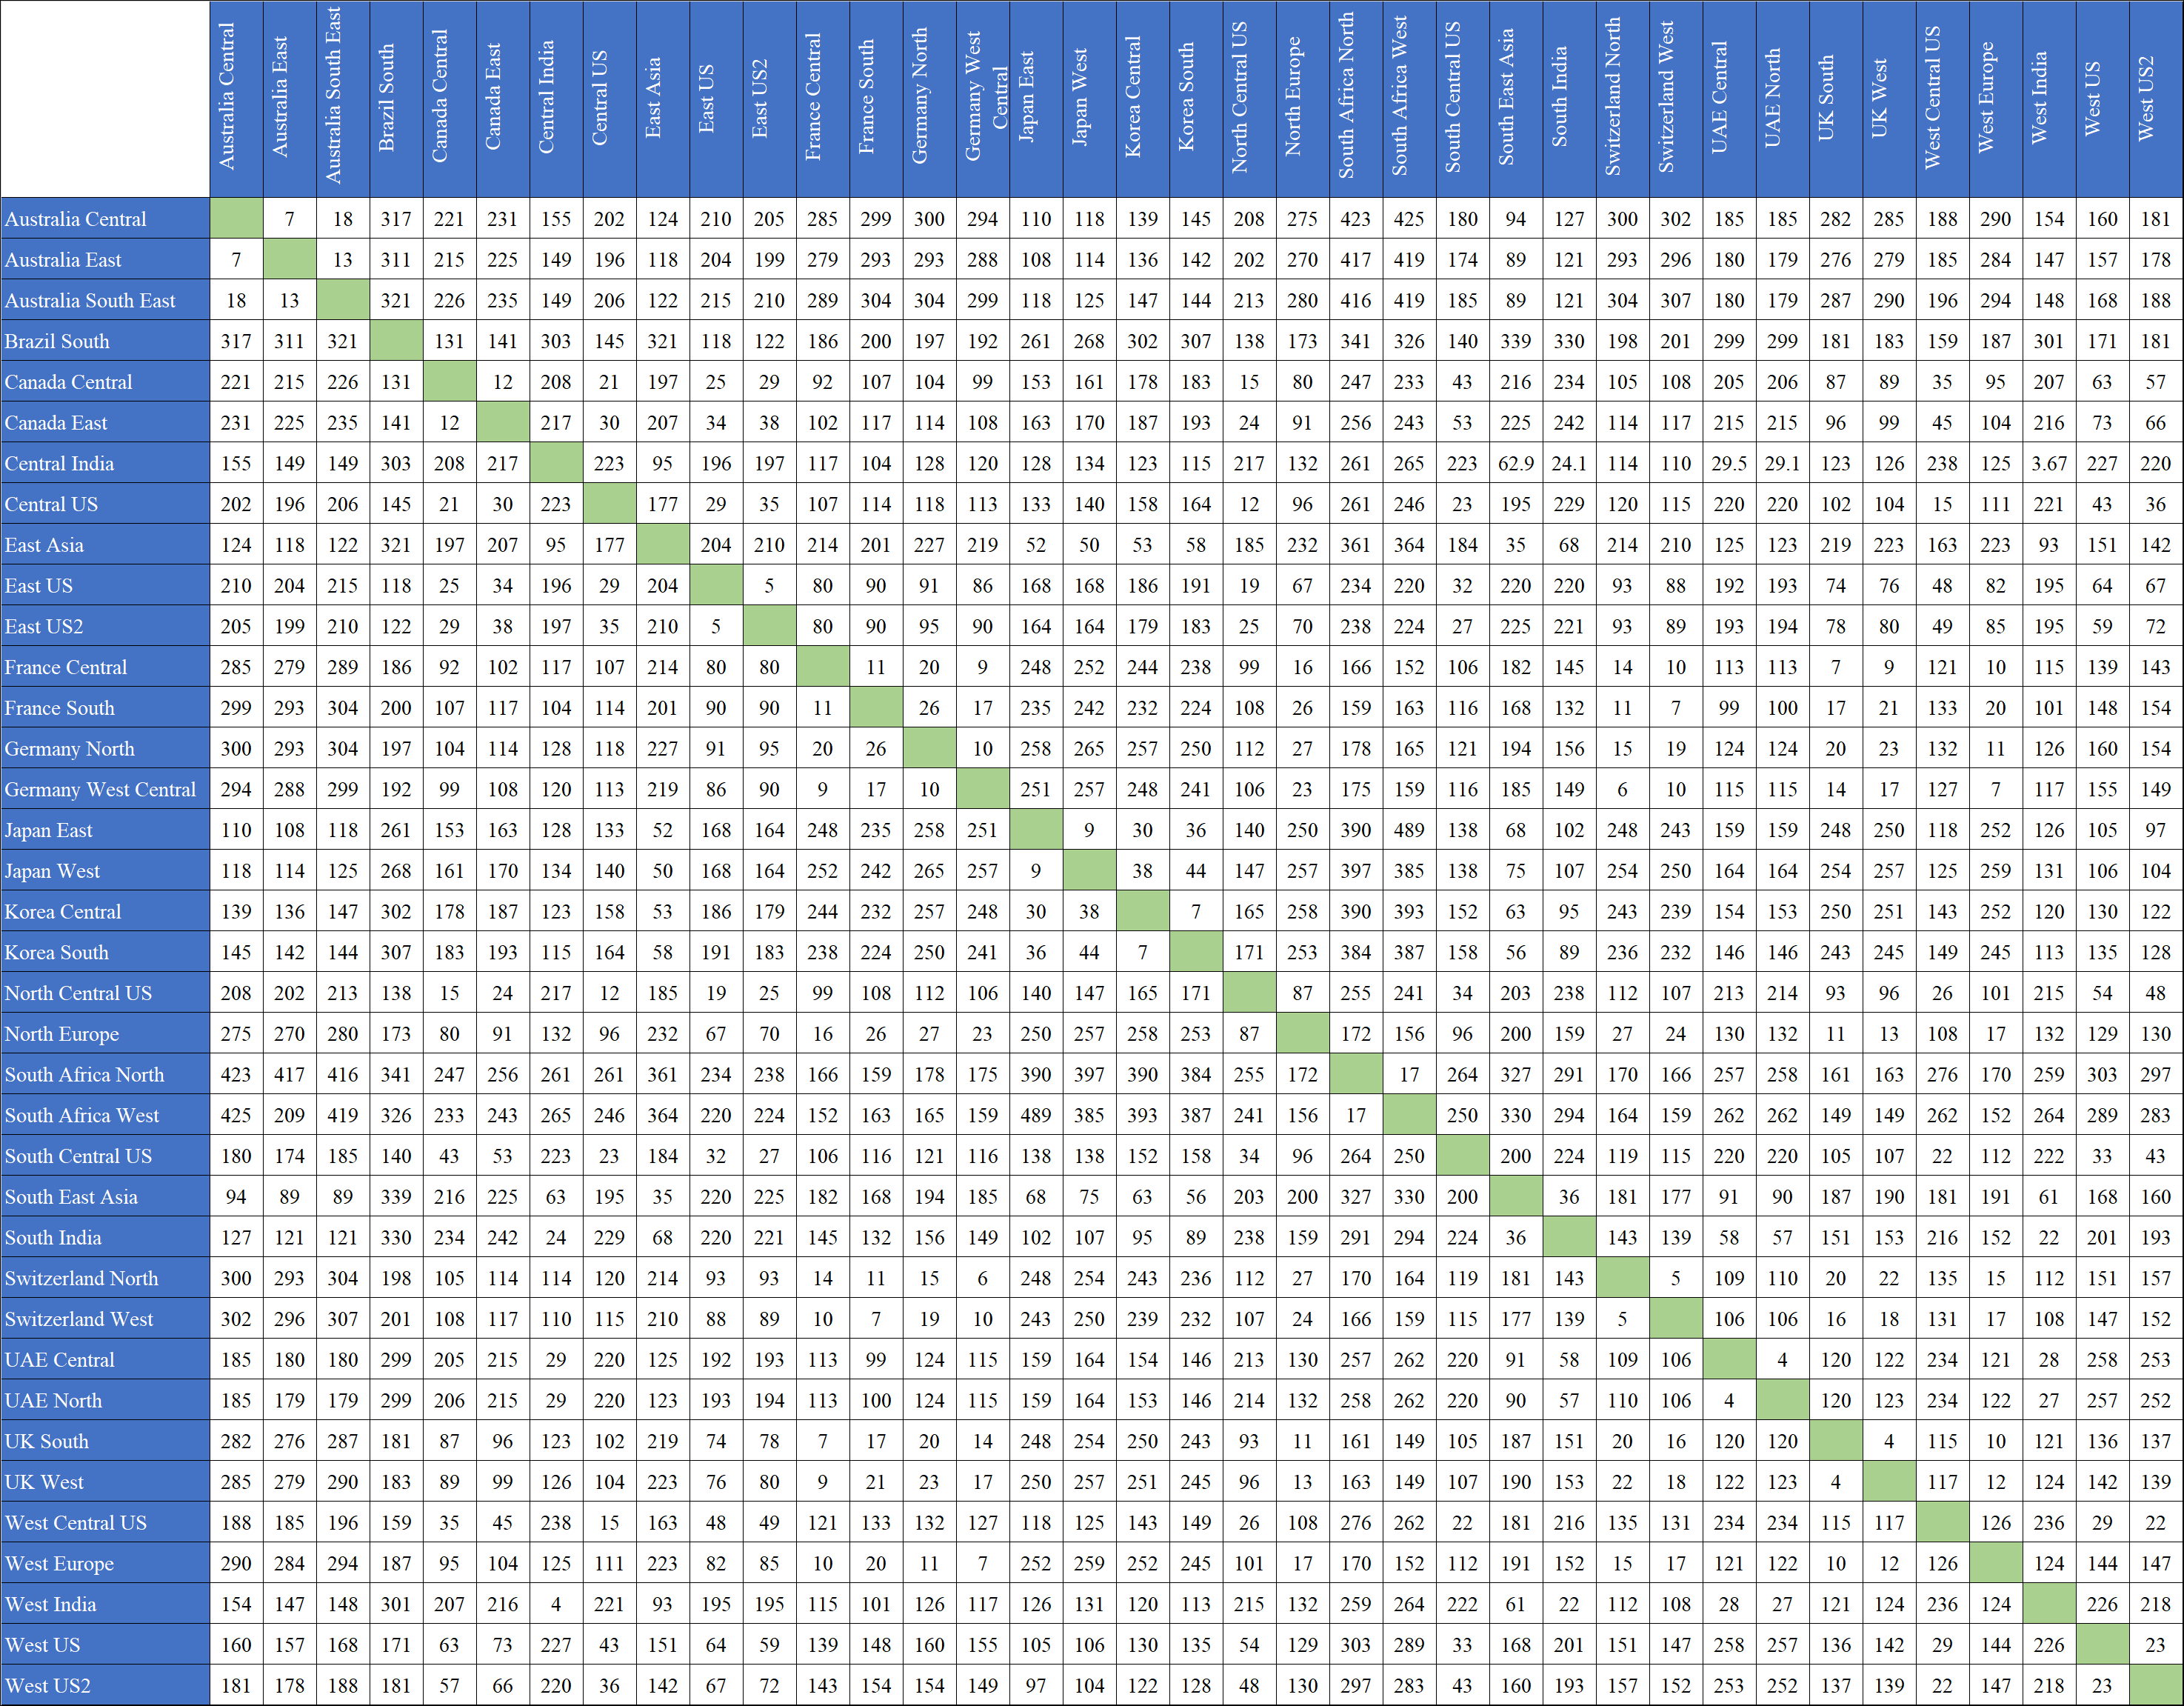 Australia Central Australia East Australia South East Brazil South Canada Central Canada East Central India Central US East Asia East US East US2 France Central France South Germany North Germany West Central Japan East Japan West Korea Central Korea South North Central US North Europe South Africa North South Africa West South Central US South East Asia South India Switzerland North Switzerland West UAE Central UAE North UK South UK West West Central US West Europe West India West US West US2
Australia Central 7 18 317 221 231 155 202 124 210 205 285 299 300 294 110 118 139 145 208 275 423 425 180 94 127 300 302 185 185 282 285 188 290 154 160 181
Australia East 7 13 311 215 225 149 196 118 204 199 279 293 293 288 108 114 136 142 202 270 417 419 174 89 121 293 296 180 179 276 279 185 284 147 157 178
Australia South East 18 13 321 226 235 149 206 122 215 210 289 304 304 299 118 125 147 144 213 280 416 419 185 89 121 304 307 180 179 287 290 196 294 148 168 188
Brazil South 317 311 321 131 141 303 145 321 118 122 186 200 197 192 261 268 302 307 138 173 341 326 140 339 330 198 201 299 299 181 183 159 187 301 171 181
Canada Central 221 215 226 131 12 208 21 197 25 29 92 107 104 99 153 161 178 183 15 80 247 233 43 216 234 105 108 205 206 87 89 35 95 207 63 57
Canada East 231 225 235 141 12 217 30 207 34 38 102 117 114 108 163 170 187 193 24 91 256 243 53 225 242 114 117 215 215 96 99 45 104 216 73 66
Central India 155 149 149 303 208 217 223 95 196 197 117 104 128 120 128 134 123 115 217 132 261 265 223 62.9 24.1 114 110 29.5 29.1 123 126 238 125 3.67 227 220
Central US 202 196 206 145 21 30 223 177 29 35 107 114 118 113 133 140 158 164 12 96 261 246 23 195 229 120 115 220 220 102 104 15 111 221 43 36
East Asia 124 118 122 321 197 207 95 177 204 210 214 201 227 219 52 50 53 58 185 232 361 364 184 35 68 214 210 125 123 219 223 163 223 93 151 142
East US 210 204 215 118 25 34 196 29 204 5 80 90 91 86 168 168 186 191 19 67 234 220 32 220 220 93 88 192 193 74 76 48 82 195 64 67
East US2 205 199 210 122 29 38 197 35 210 5 80 90 95 90 164 164 179 183 25 70 238 224 27 225 221 93 89 193 194 78 80 49 85 195 59 72
France Central 285 279 289 186 92 102 117 107 214 80 80 11 20 9 248 252 244 238 99 16 166 152 106 182 145 14 10 113 113 7 9 121 10 115 139 143
France South 299 293 304 200 107 117 104 114 201 90 90 11 26 17 235 242 232 224 108 26 159 163 116 168 132 11 7 99 100 17 21 133 20 101 148 154
Germany North 300 293 304 197 104 114 128 118 227 91 95 20 26 10 258 265 257 250 112 27 178 165 121 194 156 15 19 124 124 20 23 132 11 126 160 154
Germany West Central 294 288 299 192 99 108 120 113 219 86 90 9 17 10 251 257 248 241 106 23 175 159 116 185 149 6 10 115 115 14 17 127 7 117 155 149
Japan East 110 108 118 261 153 163 128 133 52 168 164 248 235 258 251 9 30 36 140 250 390 489 138 68 102 248 243 159 159 248 250 118 252 126 105 97
Japan West 118 114 125 268 161 170 134 140 50 168 164 252 242 265 257 9 38 44 147 257 397 385 138 75 107 254 250 164 164 254 257 125 259 131 106 104
Korea Central 139 136 147 302 178 187 123 158 53 186 179 244 232 257 248 30 38 7 165 258 390 393 152 63 95 243 239 154 153 250 251 143 252 120 130 122
Korea South 145 142 144 307 183 193 115 164 58 191 183 238 224 250 241 36 44 7 171 253 384 387 158 56 89 236 232 146 146 243 245 149 245 113 135 128
North Central US 208 202 213 138 15 24 217 12 185 19 25 99 108 112 106 140 147 165 171 87 255 241 34 203 238 112 107 213 214 93 96 26 101 215 54 48
North Europe 275 270 280 173 80 91 132 96 232 67 70 16 26 27 23 250 257 258 253 87 172 156 96 200 159 27 24 130 132 11 13 108 17 132 129 130
South Africa North 423 417 416 341 247 256 261 261 361 234 238 166 159 178 175 390 397 390 384 255 172 17 264 327 291 170 166 257 258 161 163 276 170 259 303 297
South Africa West 425 209 419 326 233 243 265 246 364 220 224 152 163 165 159 489 385 393 387 241 156 17 250 330 294 164 159 262 262 149 149 262 152 264 289 283
South Central US 180 174 185 140 43 53 223 23 184 32 27 106 116 121 116 138 138 152 158 34 96 264 250 200 224 119 115 220 220 105 107 22 112 222 33 43
South East Asia 94 89 89 339 216 225 63 195 35 220 225 182 168 194 185 68 75 63 56 203 200 327 330 200 36 181 177 91 90 187 190 181 191 61 168 160
South India 127 121 121 330 234 242 24 229 68 220 221 145 132 156 149 102 107 95 89 238 159 291 294 224 36 143 139 58 57 151 153 216 152 22 201 193
Switzerland North 300 293 304 198 105 114 114 120 214 93 93 14 11 15 6 248 254 243 236 112 27 170 164 119 181 143 5 109 110 20 22 135 15 112 151 157
Switzerland West 302 296 307 201 108 117 110 115 210 88 89 10 7 19 10 243 250 239 232 107 24 166 159 115 177 139 5 106 106 16 18 131 17 108 147 152
UAE Central 185 180 180 299 205 215 29 220 125 192 193 113 99 124 115 159 164 154 146 213 130 257 262 220 91 58 109 106 4 120 122 234 121 28 258 253
UAE North 185 179 179 299 206 215 29 220 123 193 194 113 100 124 115 159 164 153 146 214 132 258 262 220 90 57 110 106 4 120 123 234 122 27 257 252
UK South 282 276 287 181 87 96 123 102 219 74 78 7 17 20 14 248 254 250 243 93 11 161 149 105 187 151 20 16 120 120 4 115 10 121 136 137
UK West 285 279 290 183 89 99 126 104 223 76 80 9 21 23 17 250 257 251 245 96 13 163 149 107 190 153 22 18 122 123 4 117 12 124 142 139
West Central US 188 185 196 159 35 45 238 15 163 48 49 121 133 132 127 118 125 143 149 26 108 276 262 22 181 216 135 131 234 234 115 117 126 236 29 22
West Europe 290 284 294 187 95 104 125 111 223 82 85 10 20 11 7 252 259 252 245 101 17 170 152 112 191 152 15 17 121 122 10 12 126 124 144 147
West India 154 147 148 301 207 216 4 221 93 195 195 115 101 126 117 126 131 120 113 215 132 259 264 222 61 22 112 108 28 27 121 124 236 124 226 218
West US 160 157 168 171 63 73 227 43 151 64 59 139 148 160 155 105 106 130 135 54 129 303 289 33 168 201 151 147 258 257 136 142 29 144 226 23
West US2 181 178 188 181 57 66 220 36 142 67 72 143 154 154 149 97 104 122 128 48 130 297 283 43 160 193 157 152 253 252 137 139 22 147 218 23